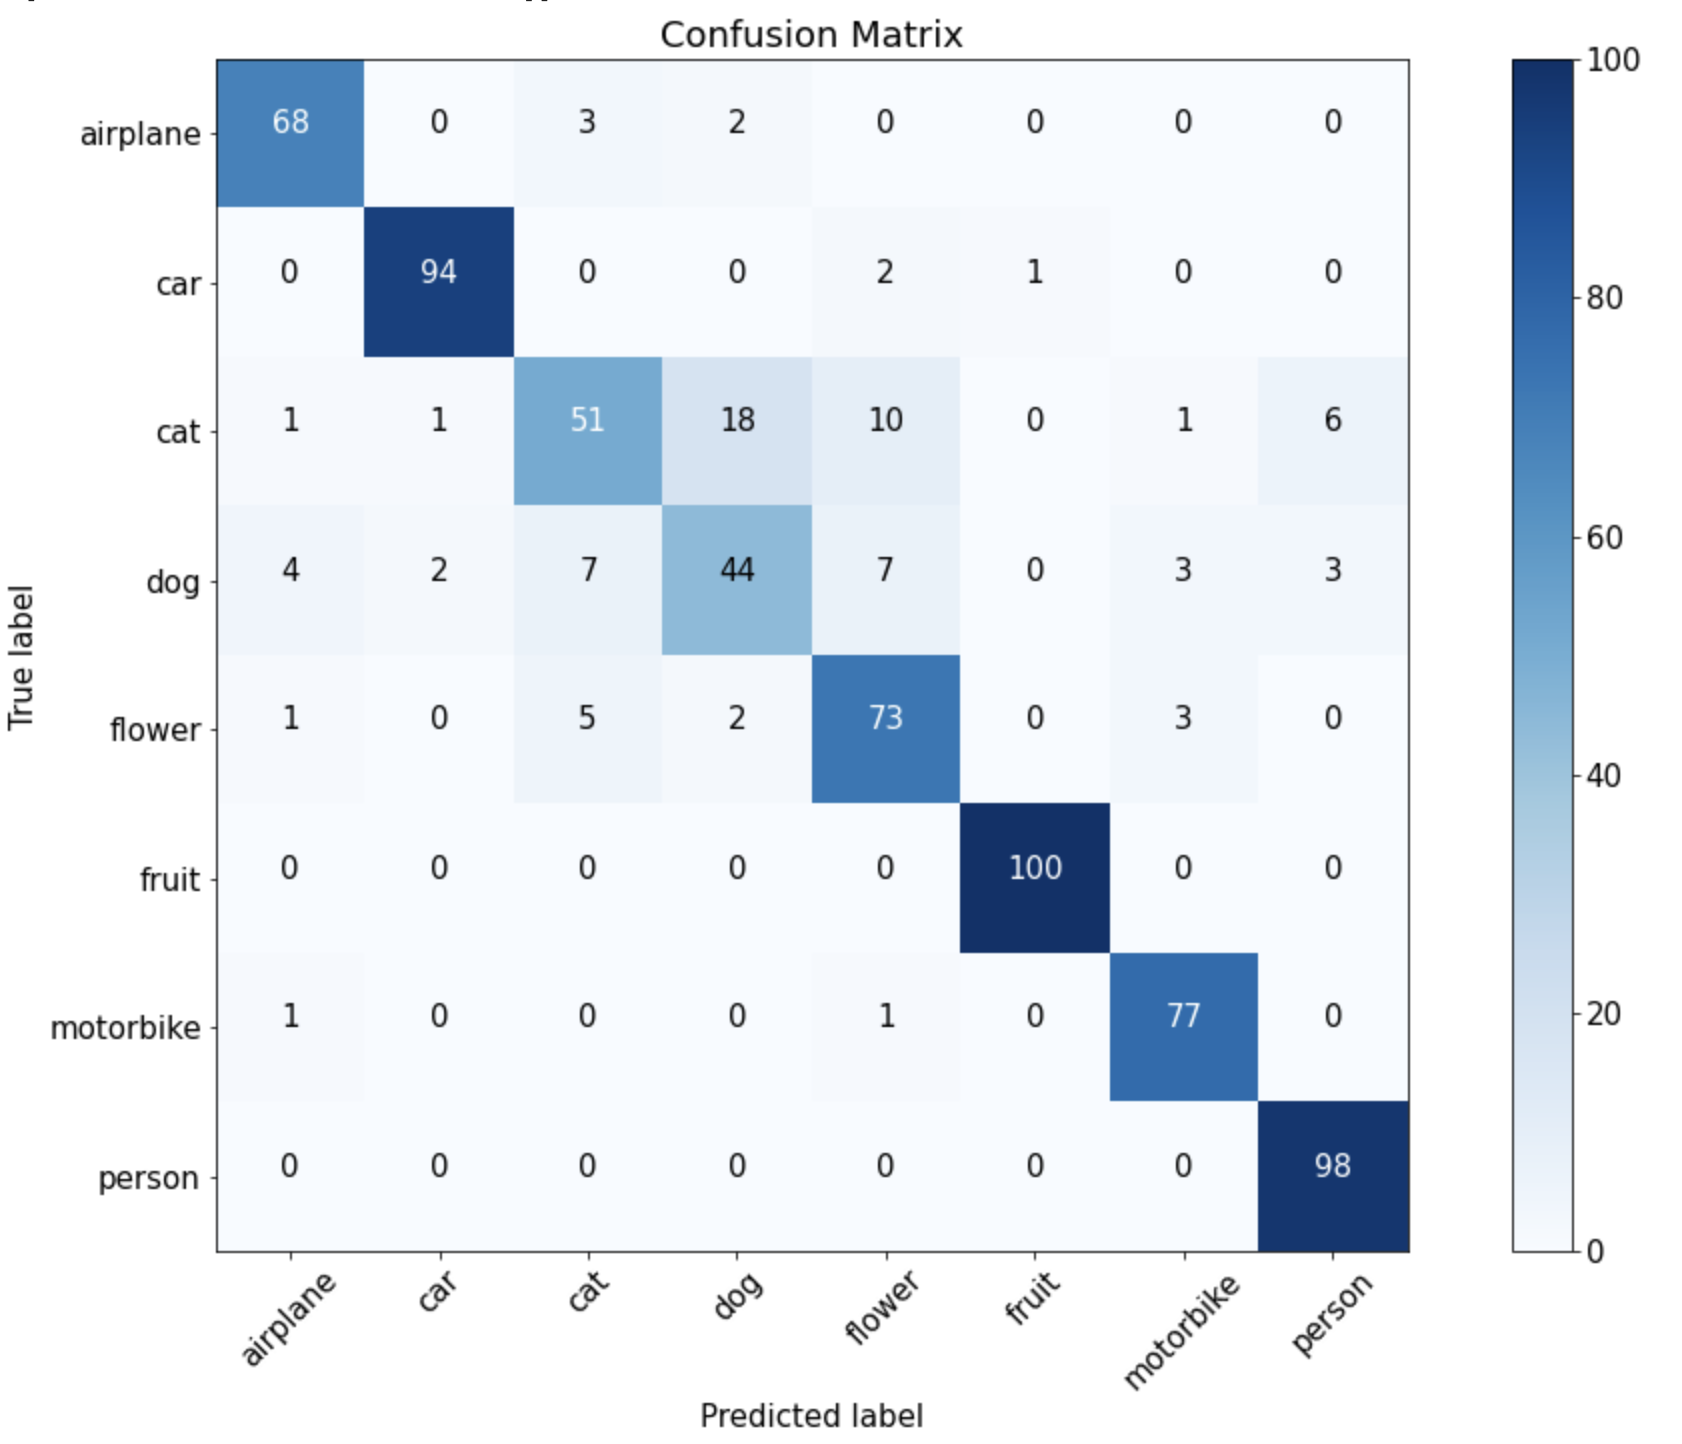 Confusion Matrix
airplane 68 0 3 2 0 0 0 0
car 0 94 0 0 2 1 0 0
cat 1 1 51 18 10 0 1 6
dog 4 2 7 44 7 0 3 3
flower 1 0 5 2 73 0 3 0
fruit 0 0 0 0 0 100 0 0
motorbike 1 0 0 0 1 0 77 0
person 0 0 0 0 0 0 0 98
airplane car cat dog flower fruit motorbike person
True label
Predicted label
100
80
60
40
20
0